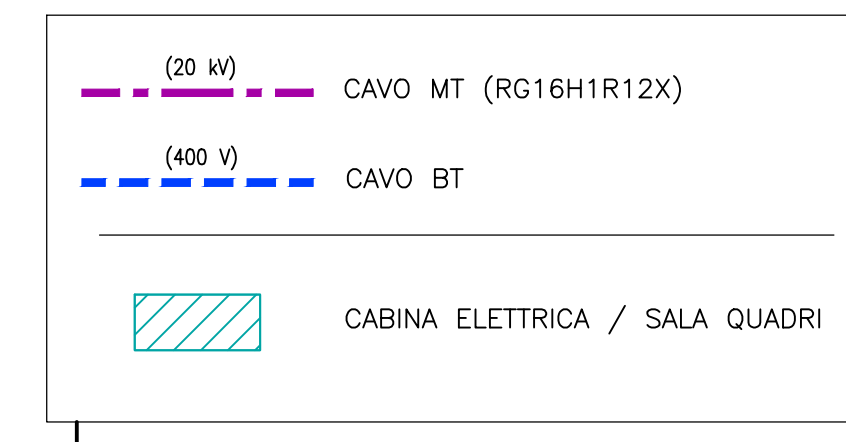 (20 kV)
CAVO MT (RG16H1R12X)
(400 V)
CAVO BT
CABINA ELETTRICA / SALA QUADRI